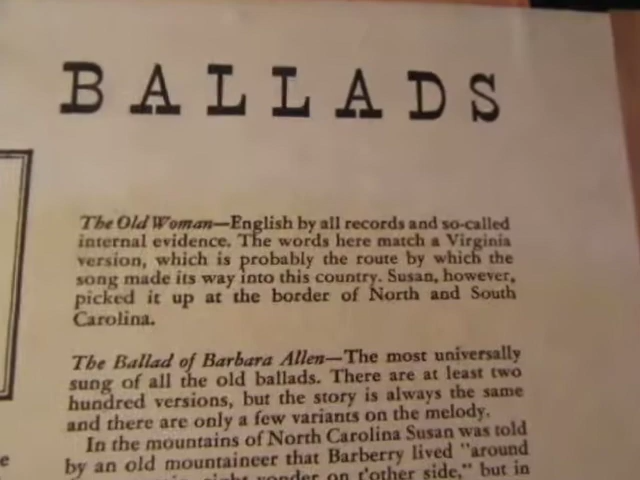 BALLADS
The Old Woman—English by all records and so-called
internal evidence. The words here match a Virginia
version, which is probably the route by which the
song made its way into this country. Susan, however,
picked it up at the border of North and South
Carolina.
The Ballad of Barbara Allen—The most universally
sung of all the old ballads. There are at least two
hundred versions, but the story is always the same
and there are only a few variants on the melody.
In the mountains of North Carolina Susan was told
by an old mountaineer that Barberry lived "around
yonder on t'other side," but in